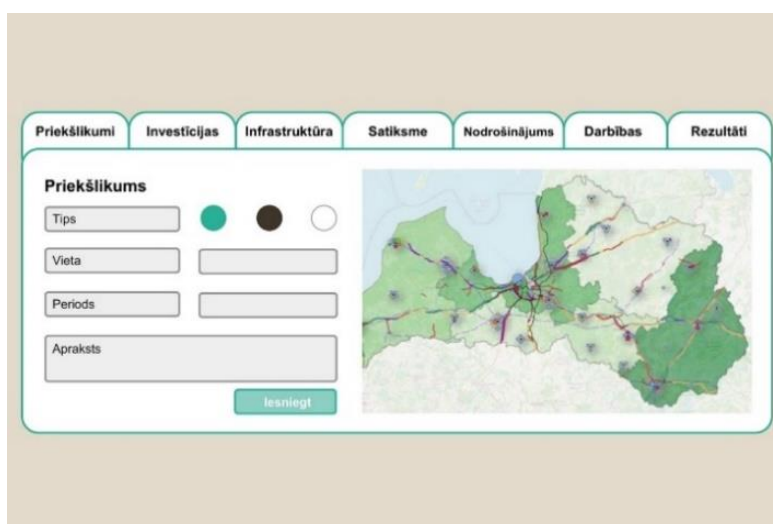 Priekšlikumi
Investīcijas
Infrastruktūra
Satiksme
Nodrošinājums
Darbības
Rezultāti
Priekšlikums
Tips
Vieta
Periods
Apraksts
Iesniegt